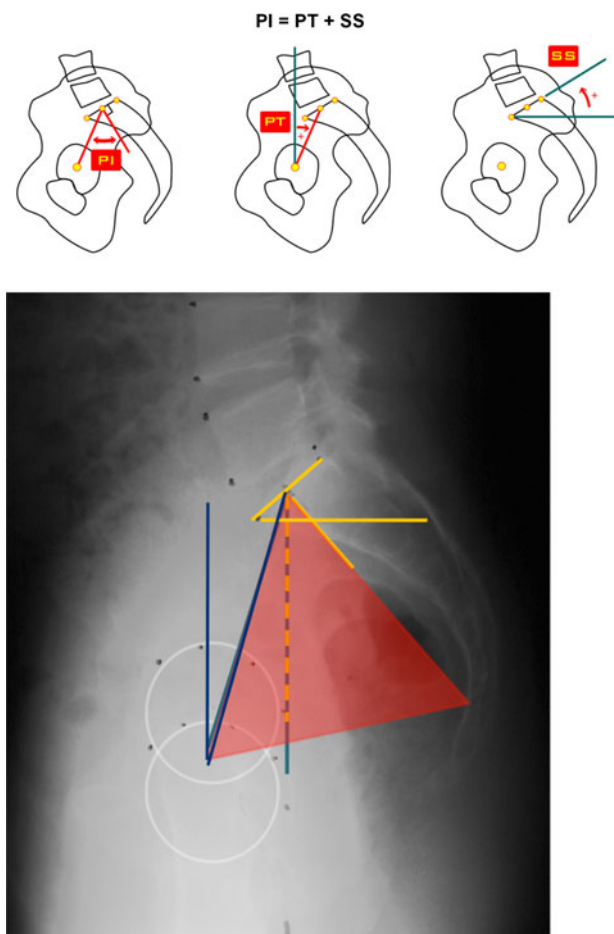 PI = PT + SS
PI
PT
+
SS
+